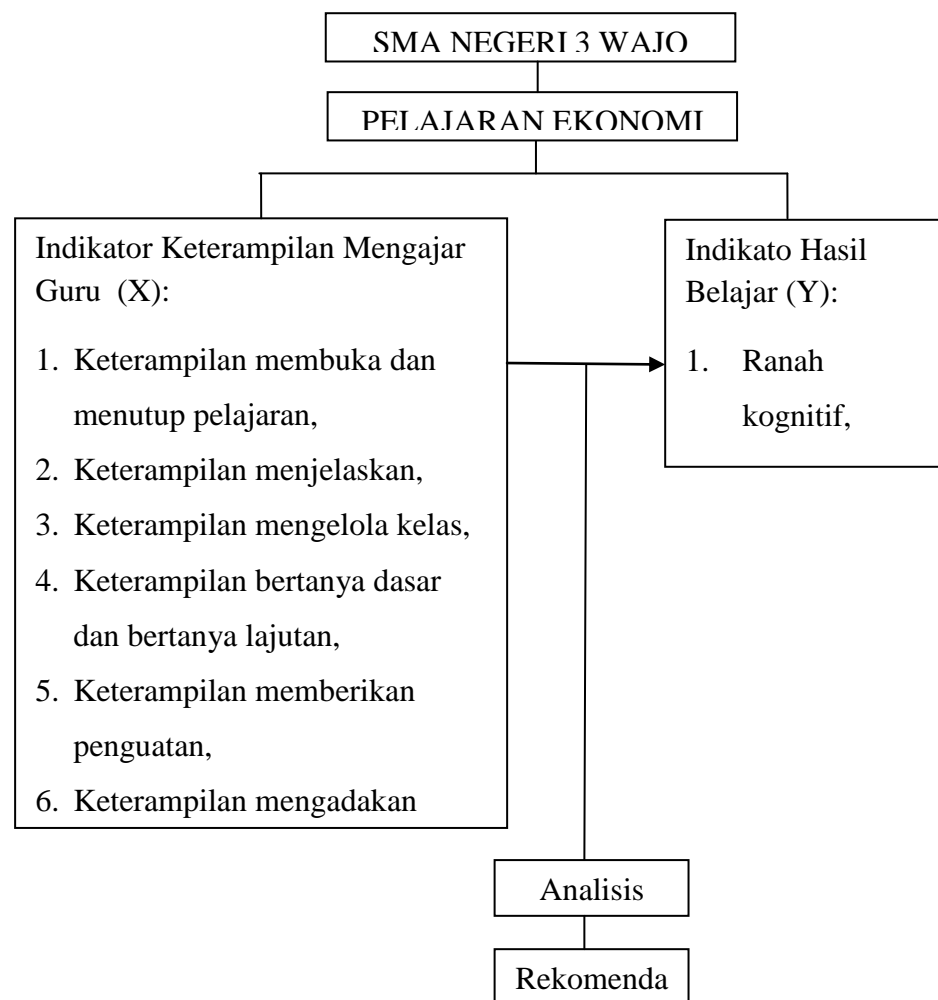 SMA NEGERI 3 WAJO
PELAJARAN EKONOMI
Indikator Keterampilan Mengajar
Guru (X):
1. Keterampilan membuka dan
menutup pelajaran,
2. Keterampilan menjelaskan,
3. Keterampilan mengelola kelas,
4. Keterampilan bertanya dasar
dan bertanya lajutan,
5. Keterampilan memberikan
penguatan,
6. Keterampilan mengadakan
Indikato Hasil
Belajar (Y):
1. Ranah
kognitif,
Analisis
Rekomenda